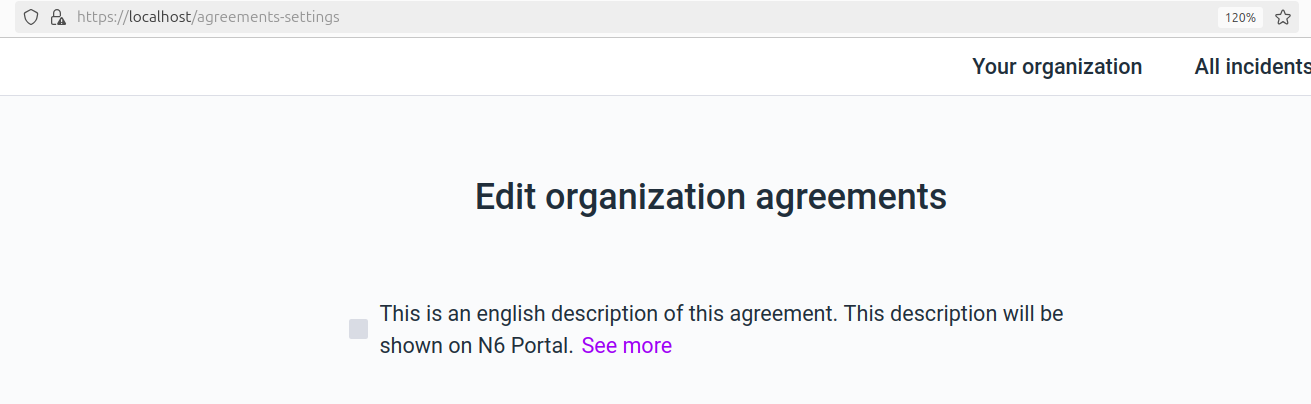 https://localhost/agreements-settings 120%
Your organization All incidents
Edit organization agreements
This is an english description of this agreement. This description will be
shown on N6 Portal. See more